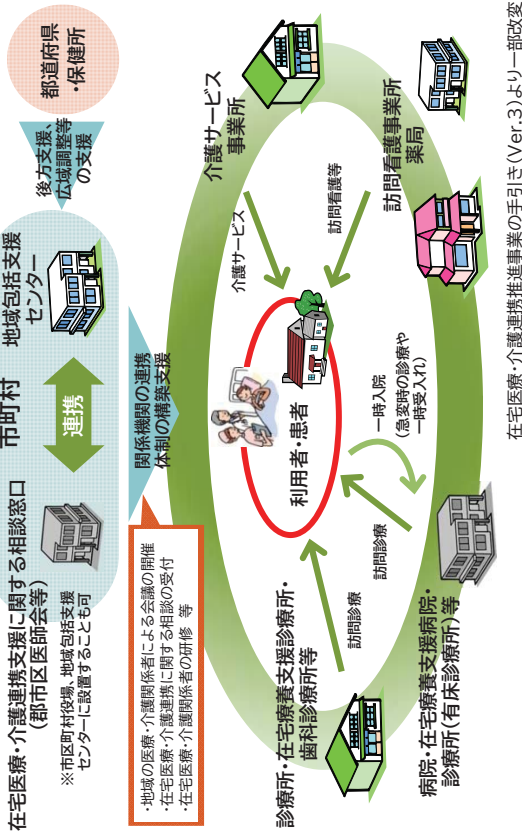 市町村
在宅医療・介護連携支援に関する相談窓口
(郡市区医師会等)
※市区町村役場、地域包括支援
センターに設置することも可
連携
地域包括支援
センター
後方支援、
広域調整等
の支援
都道府県
・保健所
関係機関の連携
体制の構築支援
・地域の医療・介護関係者による会議の開催
・在宅医療・介護連携に関する相談の受付
・在宅医療・介護関係者の研修 等
診療所・在宅療養支援診療所・
歯科診療所等
訪問診療
利用者・患者
介護サービス
介護サービス
事業所
訪問看護等
訪問看護事業所
薬局
訪問診療
一時入院
(急変時の診療や
一時受入れ)
病院・在宅療養支援病院・
診療所(有床診療所)等
在宅医療・介護連携推進事業の手引き(Ver.3)より一部改変